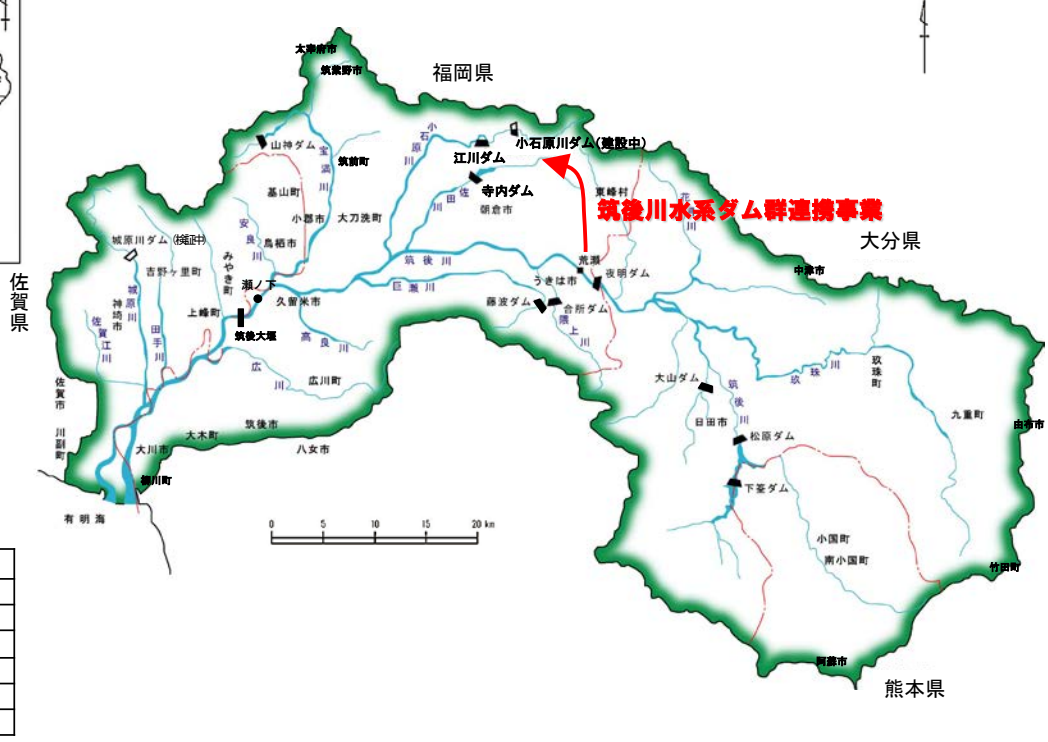 太宰府市
筑紫野市
福岡県
小石原川
小石原川ダム(建設中)
江川ダム
山神ダム
宝満川
筑前町
寺内ダム
佐田川
朝倉市
東峰村
花月川
筑後川水系ダム群連携事業
大分県
中津市
基山町
小郡市
大刀洗町
安良川
鳥栖市
みやき町
城原川ダム(検証中)
吉野ヶ里町
佐賀県
神埼市
城原川
田手川
佐賀江川
上峰町
瀬ノ下
久留米市
筑後大堰
筑後川
巨瀬川
荒瀬
うきは市
夜明ダム
藤波ダム
合所ダム
隈上川
高良川
広川
広川町
佐賀市
川副町
大川市
大木町
筑後市
八女市
柳川町
有明海
0 5 10 15 20 km
大山ダム
筑後川
玖珠川
玖珠町
九重町
由布市
日田市
松原ダム
下筌ダム
小国町
南小国町
竹田町
阿蘇市
熊本県